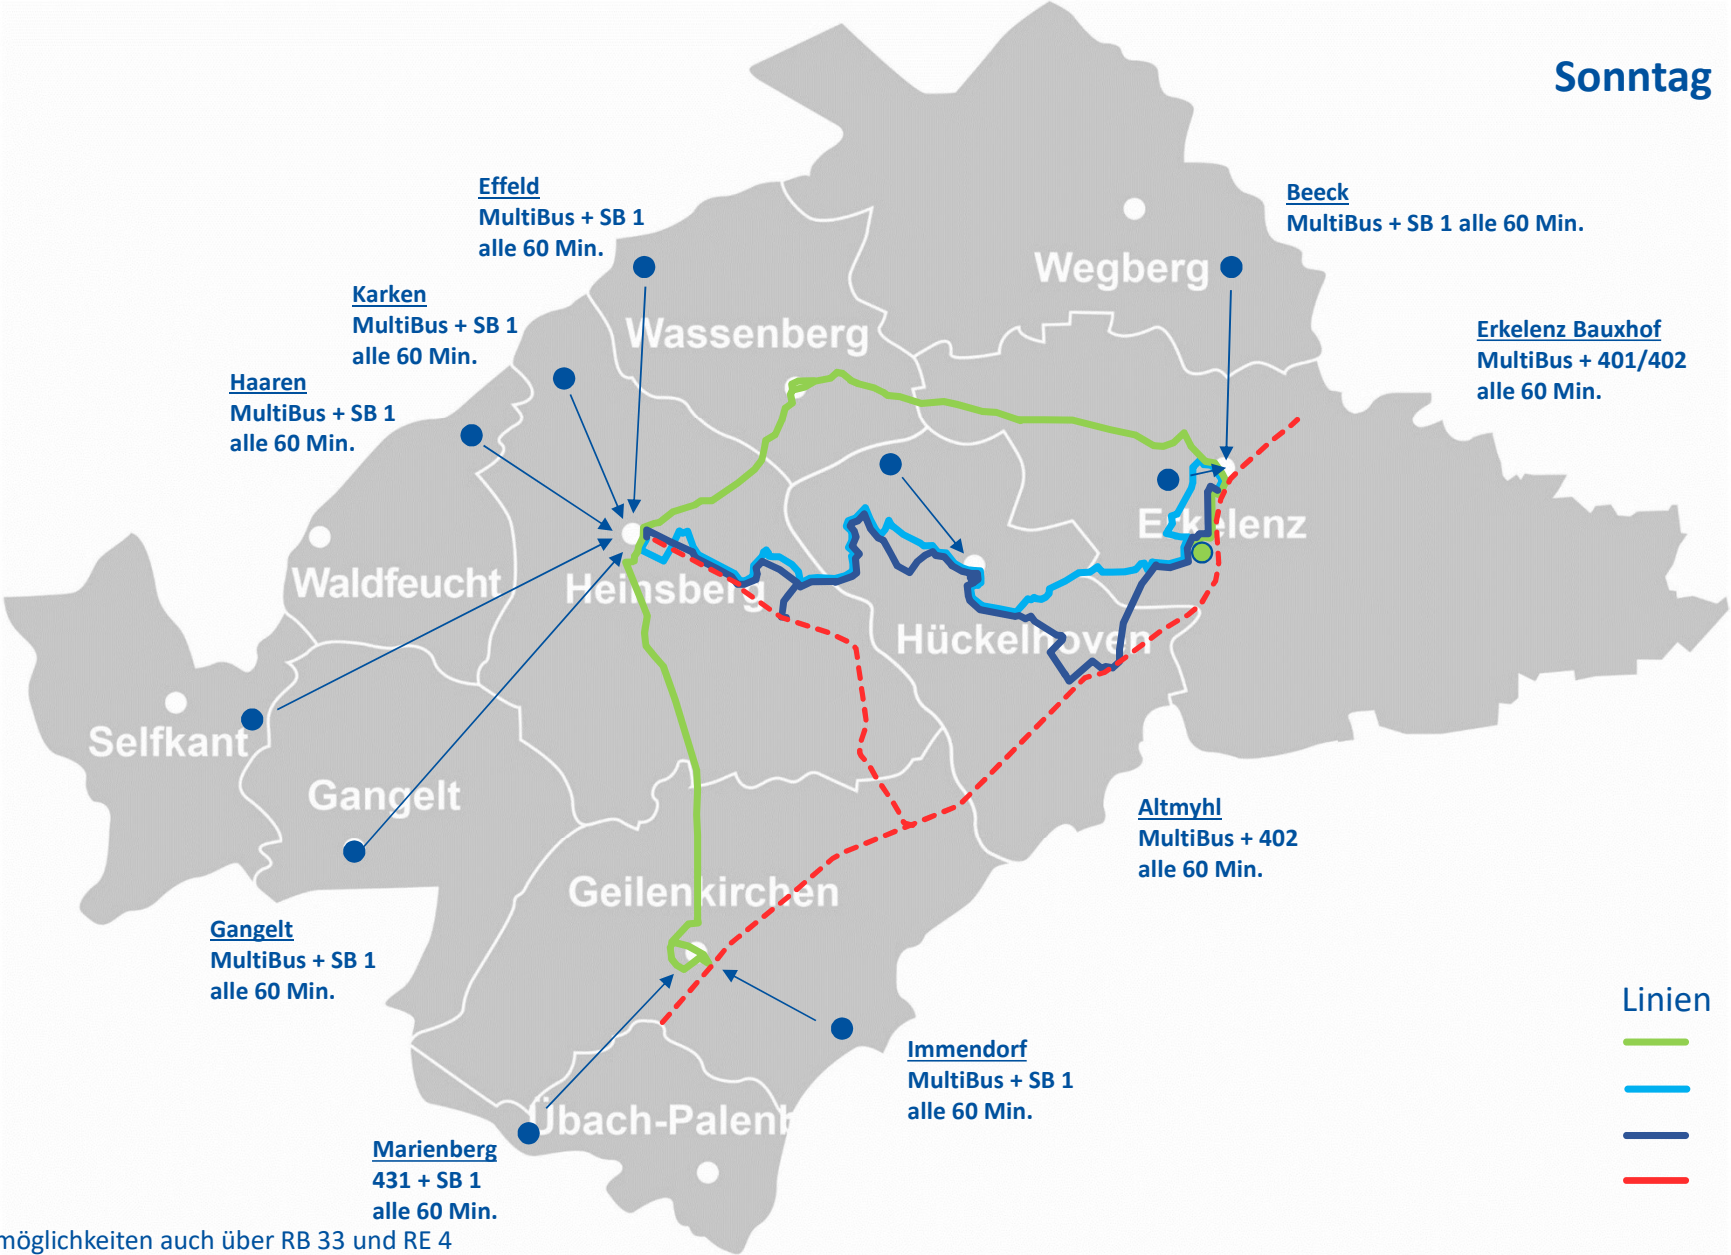 Sonntag
Effeld
MultiBus + SB 1
alle 60 Min.
Beeck
MultiBus + SB 1 alle 60 Min.
Wegberg
Karken
MultiBus + SB 1
alle 60 Min.
Wassenberg
Erkelenz Bauxhof
MultiBus + 401/402
alle 60 Min.
Haaren
MultiBus + SB 1
alle 60 Min.
Erkelenz
Waldfeucht
Heinsberg
Hückelhoven
Selfkant
Gangelt
Altmyhl
MultiBus + 402
alle 60 Min.
Geilenkirchen
Gangelt
MultiBus + SB 1
alle 60 Min.
Linien
Immendorf
MultiBus + SB 1
alle 60 Min.
Übach-Palenb
Marienberg
431 + SB 1
alle 60 Min.
möglichkeiten auch über RB 33 und RE 4